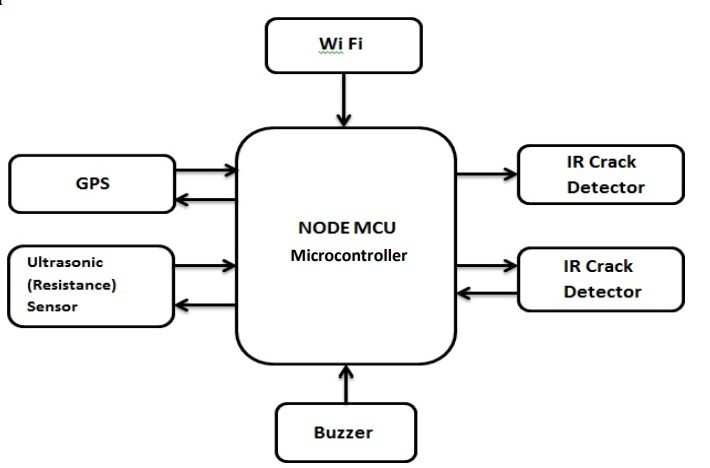 Wi Fi
GPS
IR Crack
Detector
NODE MCU
Microcontroller
Ultrasonic
(Resistance)
Sensor
IR Crack
Detector
Buzzer